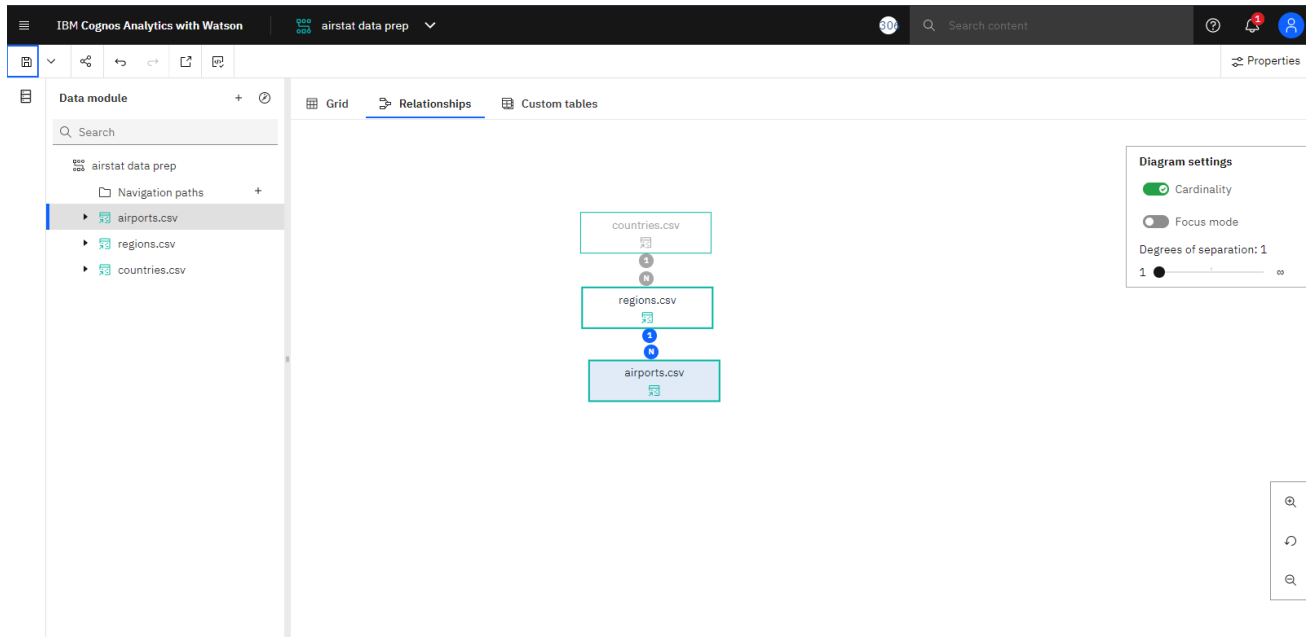 IBM Cognos Analytics with Watson
airstat data prep
Search content
1
Properties
Data module
Grid
Relationships
Custom tables
Search
airstat data prep
Navigation paths
airports.csv
regions.csv
countries.csv
countries.csv
1
N
regions.csv
1
N
airports.csv
Diagram settings
Cardinality
Focus mode
Degrees of separation: 1
1
∞